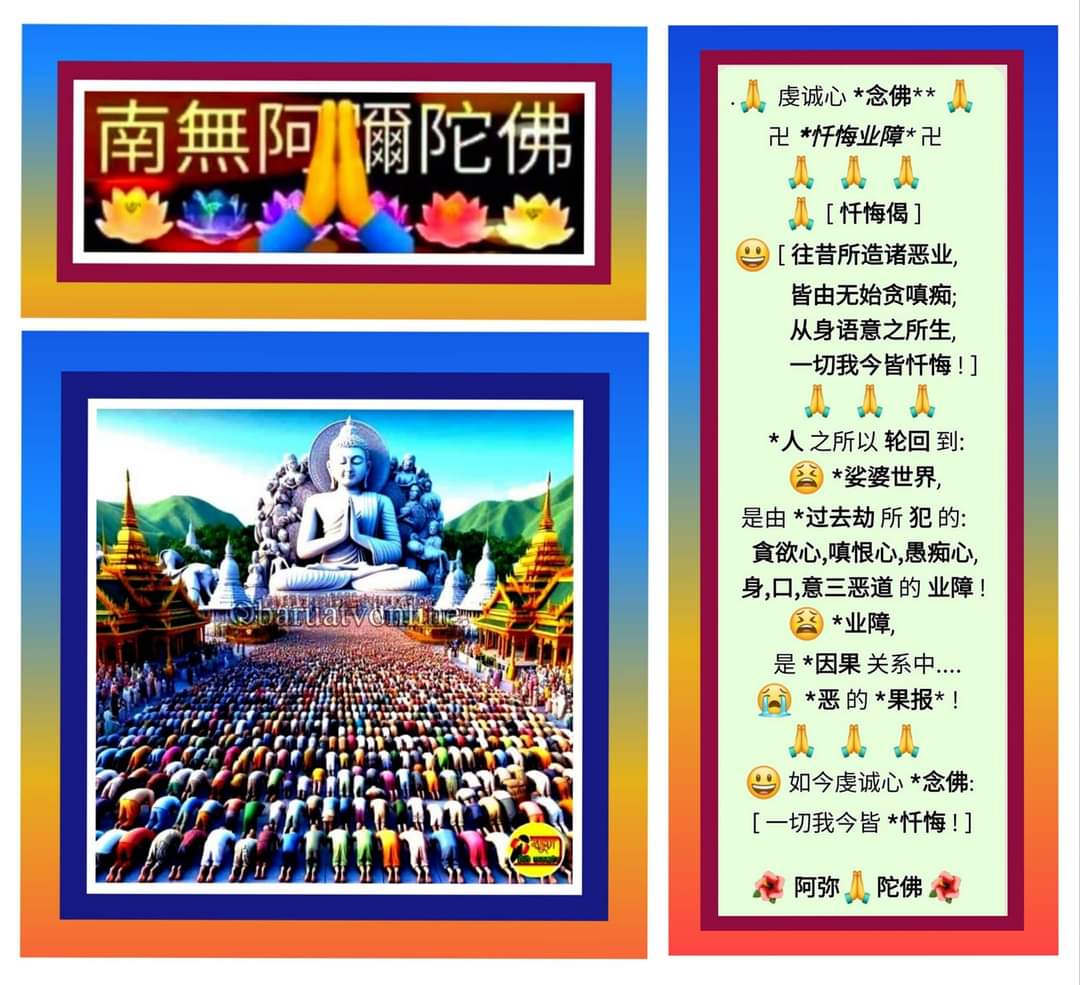 南無阿彌陀佛
.🙏 虔诚心 *念佛** 🙏
卍 *忏悔业障* 卍
🙏 🙏 🙏
🙏 [ 忏悔偈 ]
😀 [ 往昔所造诸恶业,
皆由无始贪嗔痴;
从身语意之所生,
一切我今皆忏悔 ! ]
🙏 🙏 🙏
*人 之所以 轮回 到:
😫 *娑婆世界,
是由 *过去劫 所 犯 的:
貪欲心,嗔恨心,愚痴心,
身,口,意三恶道 的 业障 !
😫 *业障,
是 *因果 关系中....
😭 *恶 的 *果报* !
🙏 🙏 🙏
😃 如今虔诚心 *念佛:
[ 一切我今皆 *忏悔 ! ]
🌺 阿弥🙏陀佛 🌺